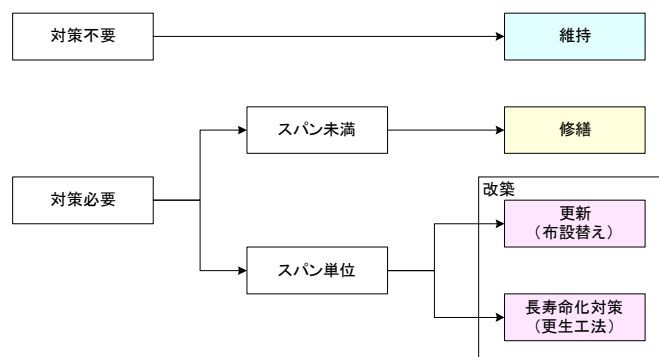 対策不要
維持
スパン未満
修繕
対策必要
改築
更新
（布設替え）
スパン単位
長寿命化対策
（更生工法）